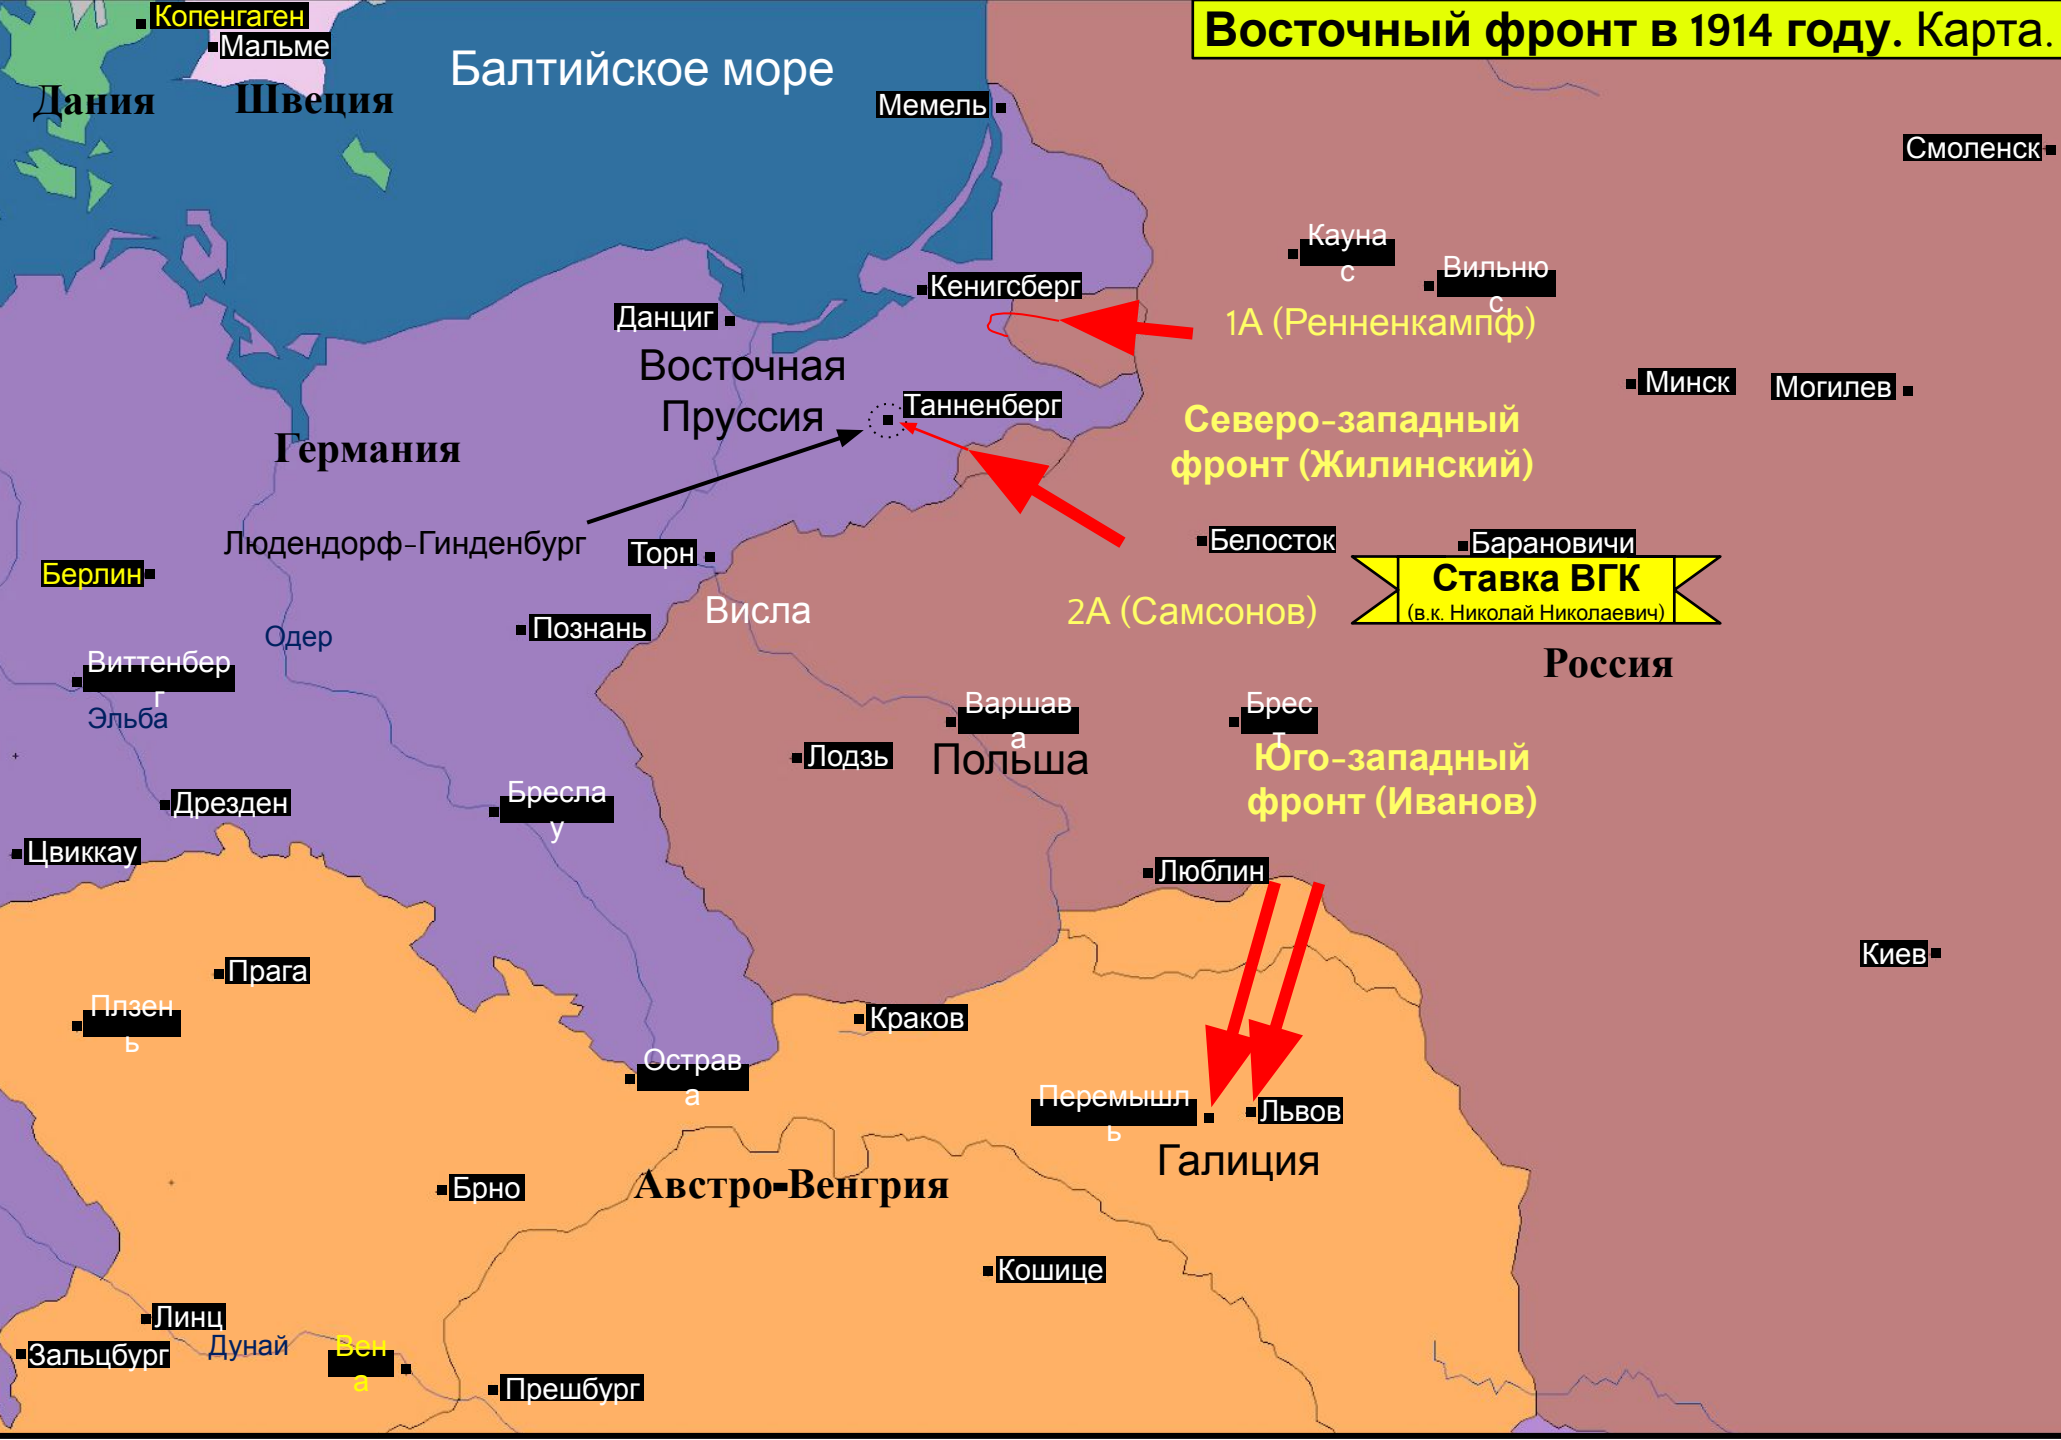 Копенгаген
Восточный фронт в 1914 году. Карта.
Мальме
Балтийское море
Дания
Швеция
Мемель
Смоленск
Кауна
с
Вильню
с
Кенигсберг
Данциг
1А (Ренненкампф)
Восточная
Пруссия
Минск
Могилев
Танненберг
Северо-западный
фронт (Жилинский)
Германия
Людендорф-Гинденбург
Торн
Белосток
Барановичи
Ставка ВГК
(в.к. Николай Николаевич)
Берлин
Висла
2А (Самсонов)
Познань
Одер
Россия
Виттенбер
г
Эльба
Варшав
а
Польша
Брес
т
Лодзь
Юго-западный
фронт (Иванов)
Дрезден
Бресла
у
Цвиккау
Люблин
Прага
Киев
Плзен
ь
Краков
Острав
а
Перемышл
ь
Львов
Галиция
Брно
Австро-Венгрия
Кошице
Линц
Дунай
Зальцбург
Вен
а
Прешбург